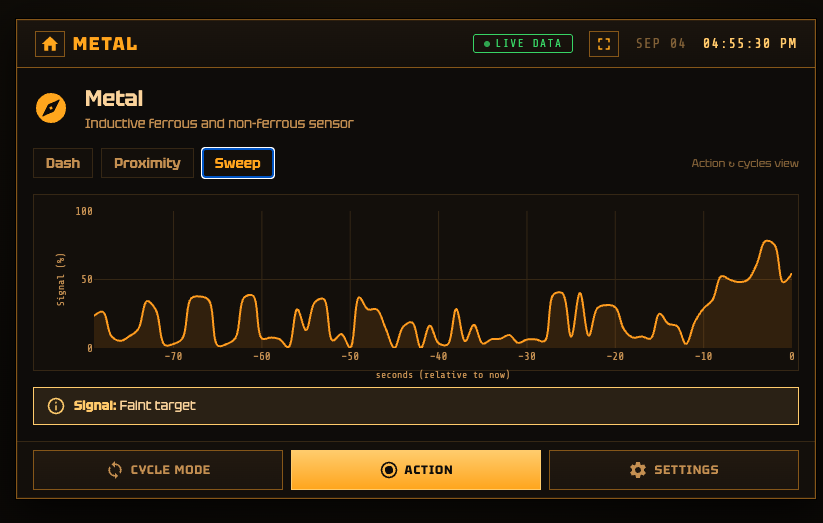 METAL
LIVE DATA
SEP 04 04:55:30 PM
Metal
Inductive ferrous and non-ferrous sensor
Dash Proximity Sweep
Action ↻ cycles view
100
50
0
Signal (%)
−70 −60 −50 −40 −30 −20 −10 0
seconds (relative to now)
Signal: Faint target
CYCLE MODE ACTION SETTINGS